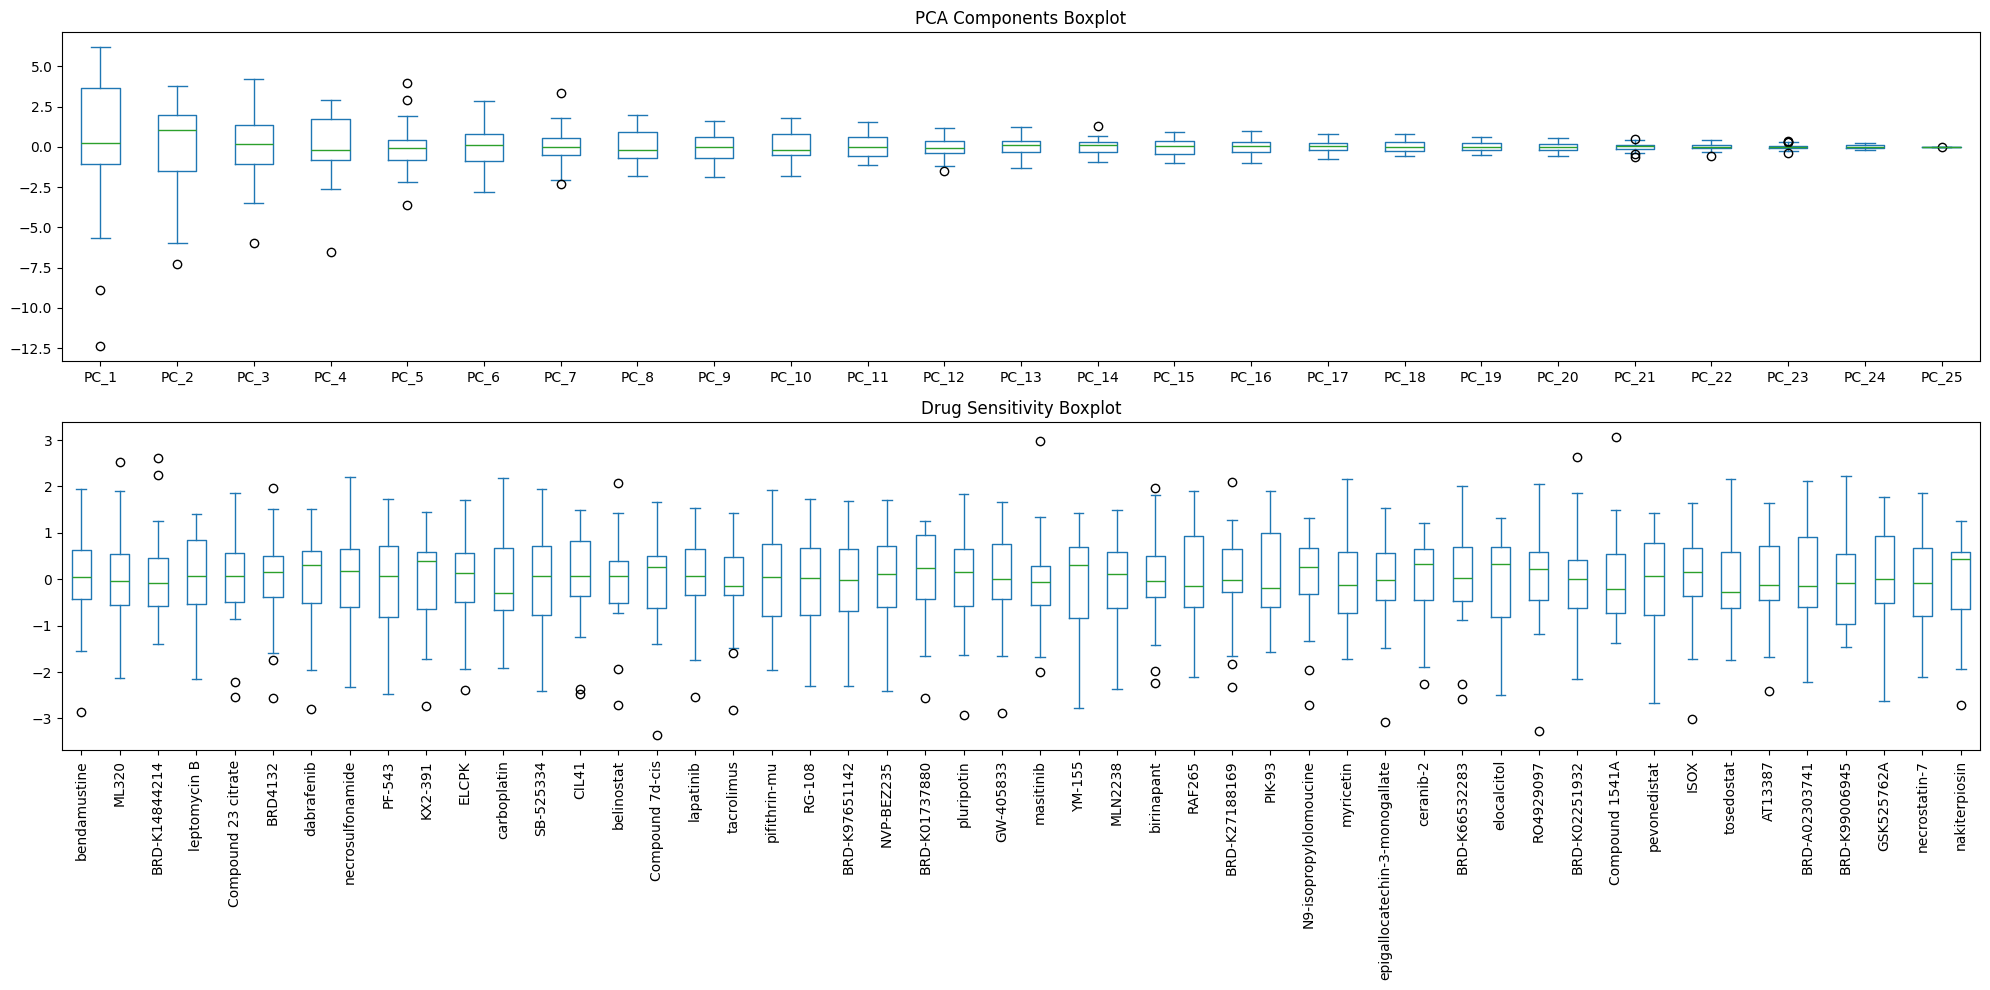 PCA Components Boxplot
5.0
2.5
0.0
−2.5
−5.0
−7.5
−10.0
−12.5
PC_1 PC_2 PC_3 PC_4 PC_5 PC_6 PC_7 PC_8 PC_9 PC_10 PC_11 PC_12 PC_13 PC_14 PC_15 PC_16 PC_17 PC_18 PC_19 PC_20 PC_21 PC_22 PC_23 PC_24 PC_25
Drug Sensitivity Boxplot
3
2
1
0
−1
−2
−3
bendamustine
ML320
BRD-K14844214
leptomycin B
Compound 23 citrate
BRD4132
dabrafenib
necrosulfonamide
PF-543
KX2-391
ELCPK
carboplatin
SB-525334
CIL41
belinostat
Compound 7d-cis
lapatinib
tacrolimus
pifithrin-mu
RG-108
BRD-K97651142
NVP-BEZ235
BRD-K01737880
pluripotin
GW-405833
masitinib
YM-155
MLN2238
birinapant
RAF265
BRD-K27188169
PIK-93
N9-isopropylolomoucine
myricetin
epigallocatechin-3-monogallate
ceranib-2
BRD-K66532283
elocalcitol
RO4929097
BRD-K02251932
Compound 1541A
pevonedistat
ISOX
tosedostat
AT13387
BRD-A02303741
BRD-K99006945
GSK525762A
necrostatin-7
nakiterpiosin